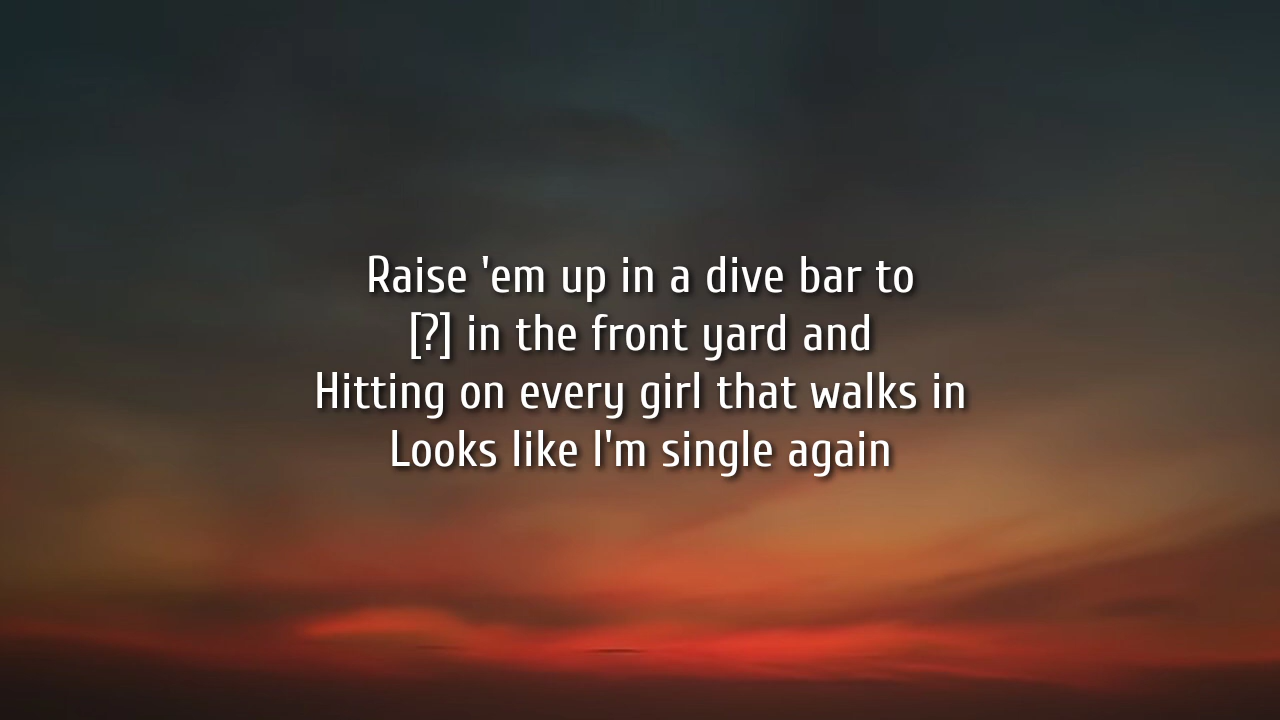 Raise 'em up in a dive bar to
[?] in the front yard and
Hitting on every girl that walks in
Looks like I'm single again